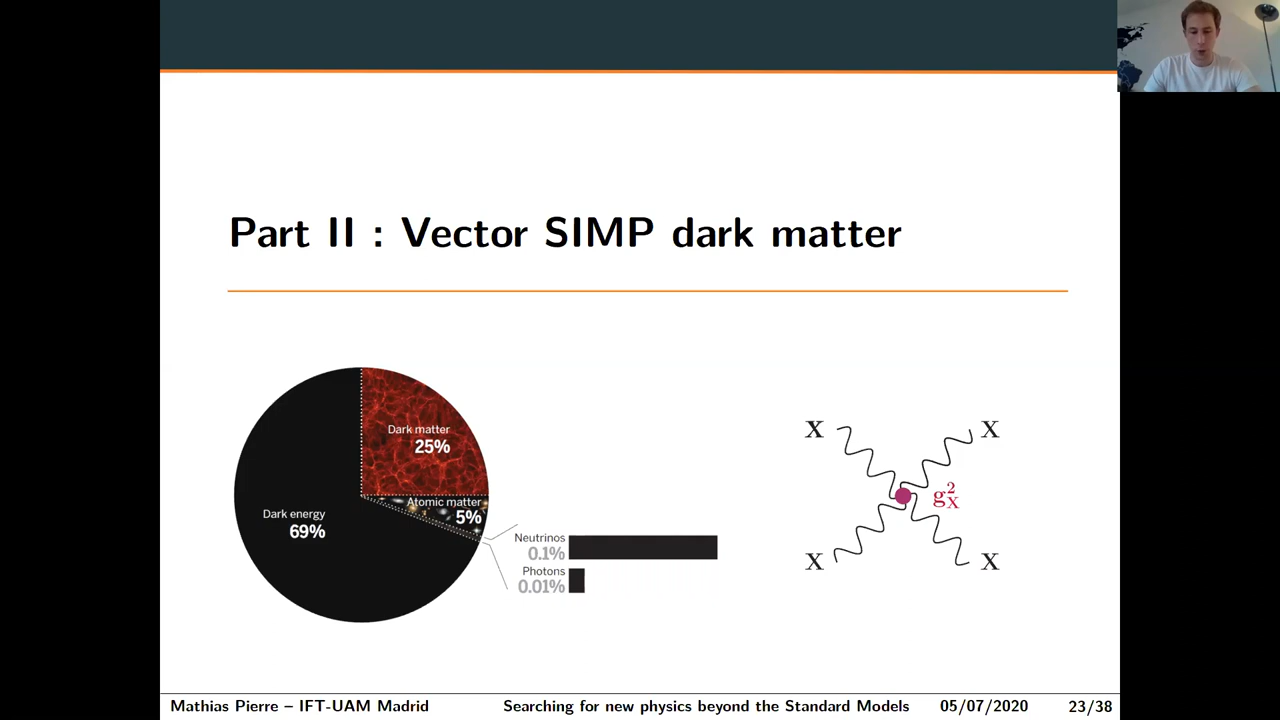 Part II : Vector SIMP dark matter
Dark matter
25%
Atomic matter
5%
Dark energy
69%
Neutrinos
0.1%
Photons
0.01%
X X
g²X
X X
Mathias Pierre – IFT-UAM Madrid Searching for new physics beyond the Standard Models 05/07/2020 23/38